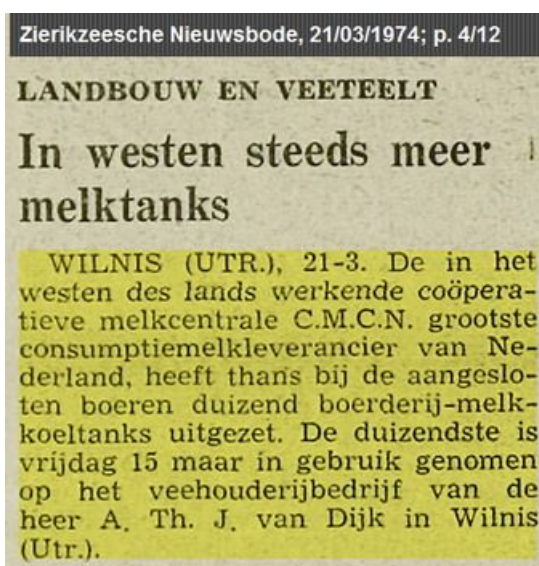 Zierikzeesche Nieuwsbode, 21/03/1974; p. 4/12
LANDBOUW EN VEETEELT
In westen steeds meer
melktanks
WILNIS (UTR.), 21-3. De in het
westen des lands werkende coöpera-
tieve melkcentrale C.M.C.N. grootste
consumptiemelkleverancier van Ne-
derland, heeft thans bij de aangeslo-
ten boeren duizend boerderij-melk-
koeltanks uitgezet. De duizendste is
vrijdag 15 maar in gebruik genomen
op het veehouderijbedrijf van de
heer A. Th. J. van Dijk in Wilnis
(Utr.).